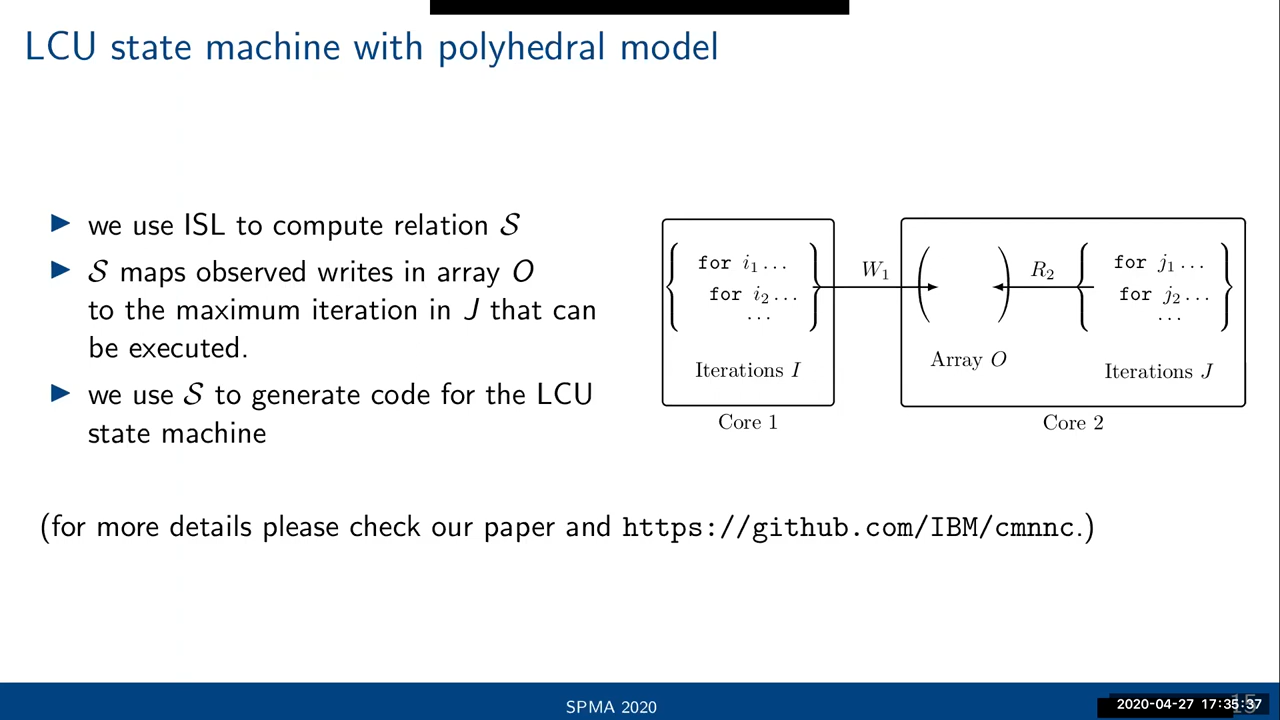 LCU state machine with polyhedral model
▶ we use ISL to compute relation 𝒮
▶ 𝒮 maps observed writes in array O
to the maximum iteration in J that can
be executed.
▶ we use 𝒮 to generate code for the LCU
state machine
for i₁ ...
for i₂ ...
...
Iterations I
Core 1
W₁
Array O
R₂
for j₁ ...
for j₂ ...
...
Iterations J
Core 2
(for more details please check our paper and https://github.com/IBM/cmnnc.)
SPMA 2020
15
2020-04-27 17:35:37